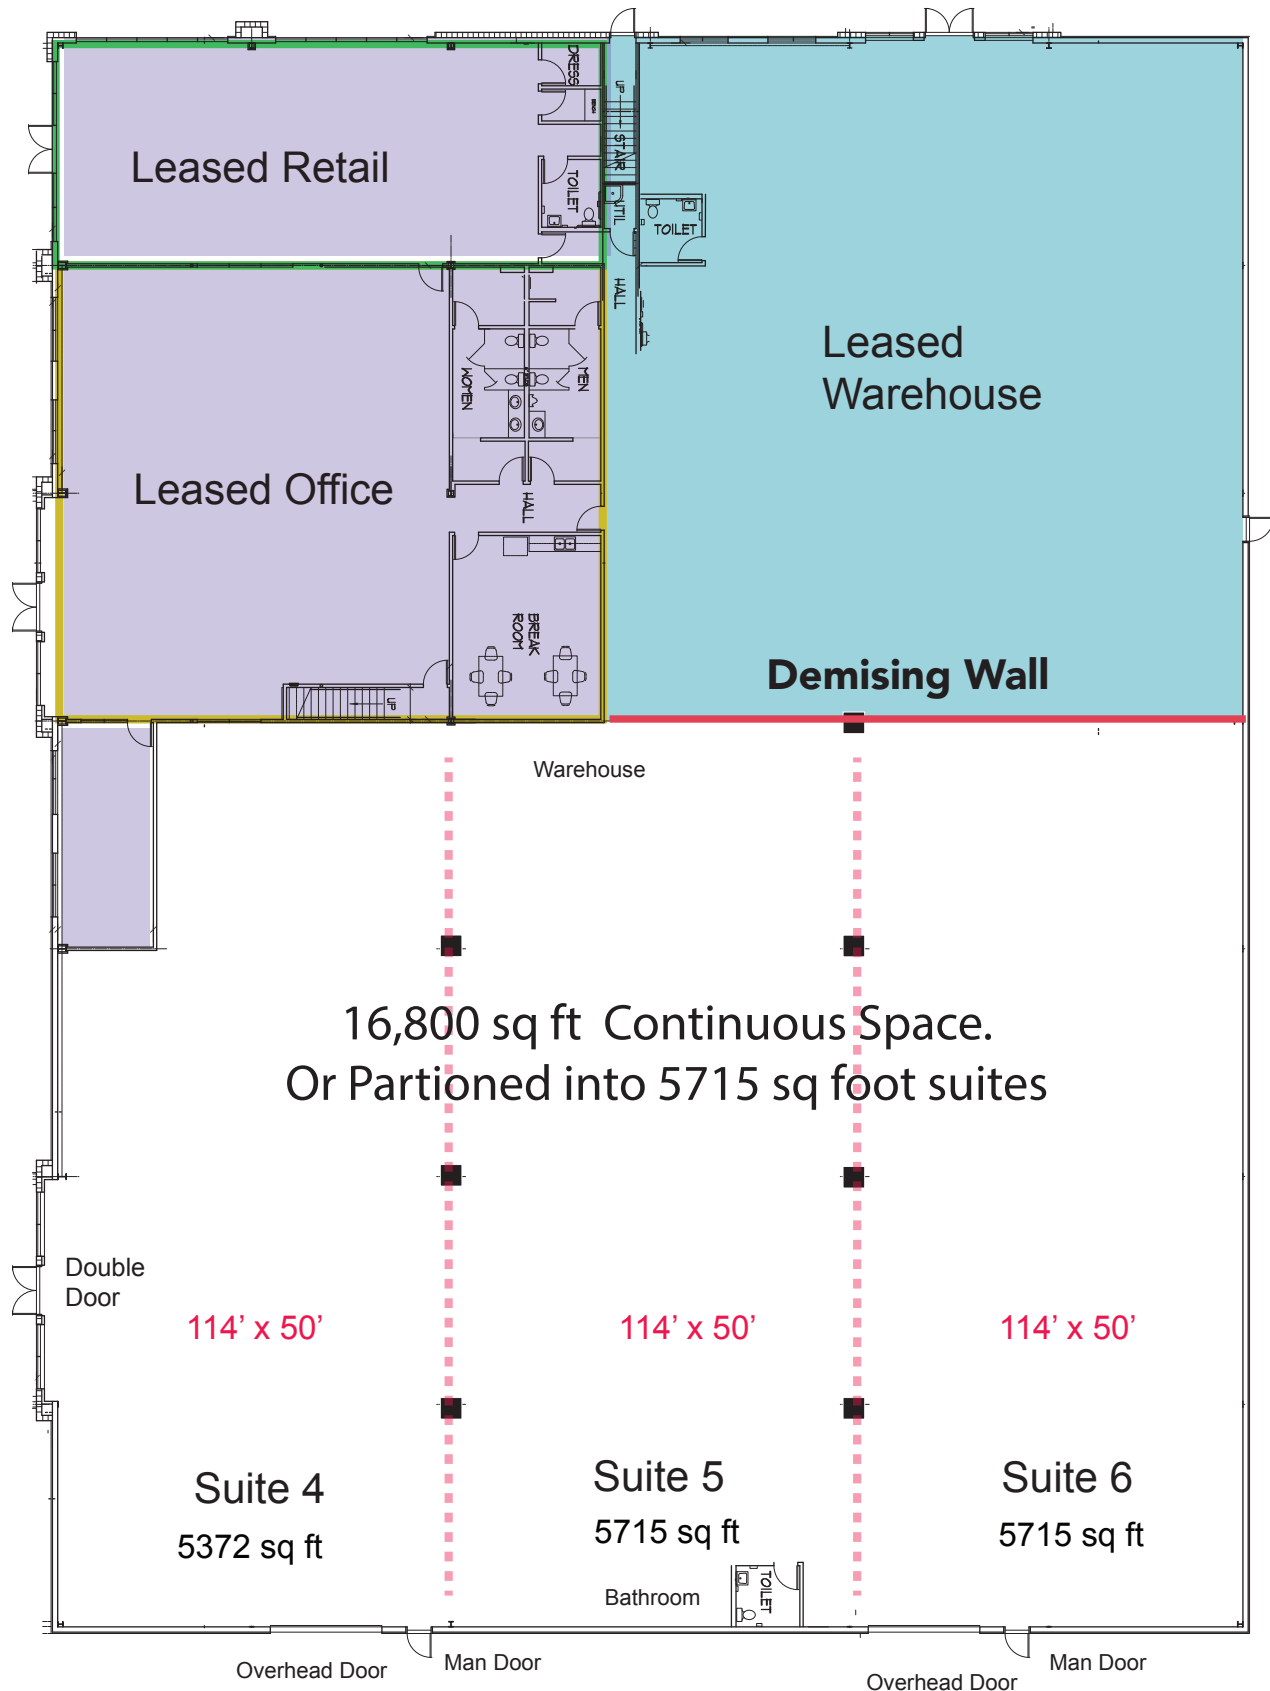 DRESS
BENCH
UP
STAIR
Leased Retail
TOILET
UTIL
TOILET
HALL
Leased
Warehouse
WOMEN
MEN
Leased Office
HALL
BREAK
ROOM
Demising Wall
UP
Warehouse
16,800 sq ft Continuous Space.
Or Partioned into 5715 sq foot suites
Double
Door
114’ x 50’
114’ x 50’
114’ x 50’
Suite 4
Suite 5
Suite 6
5372 sq ft
5715 sq ft
5715 sq ft
Bathroom
TOILET
Overhead Door
Man Door
Overhead Door
Man Door